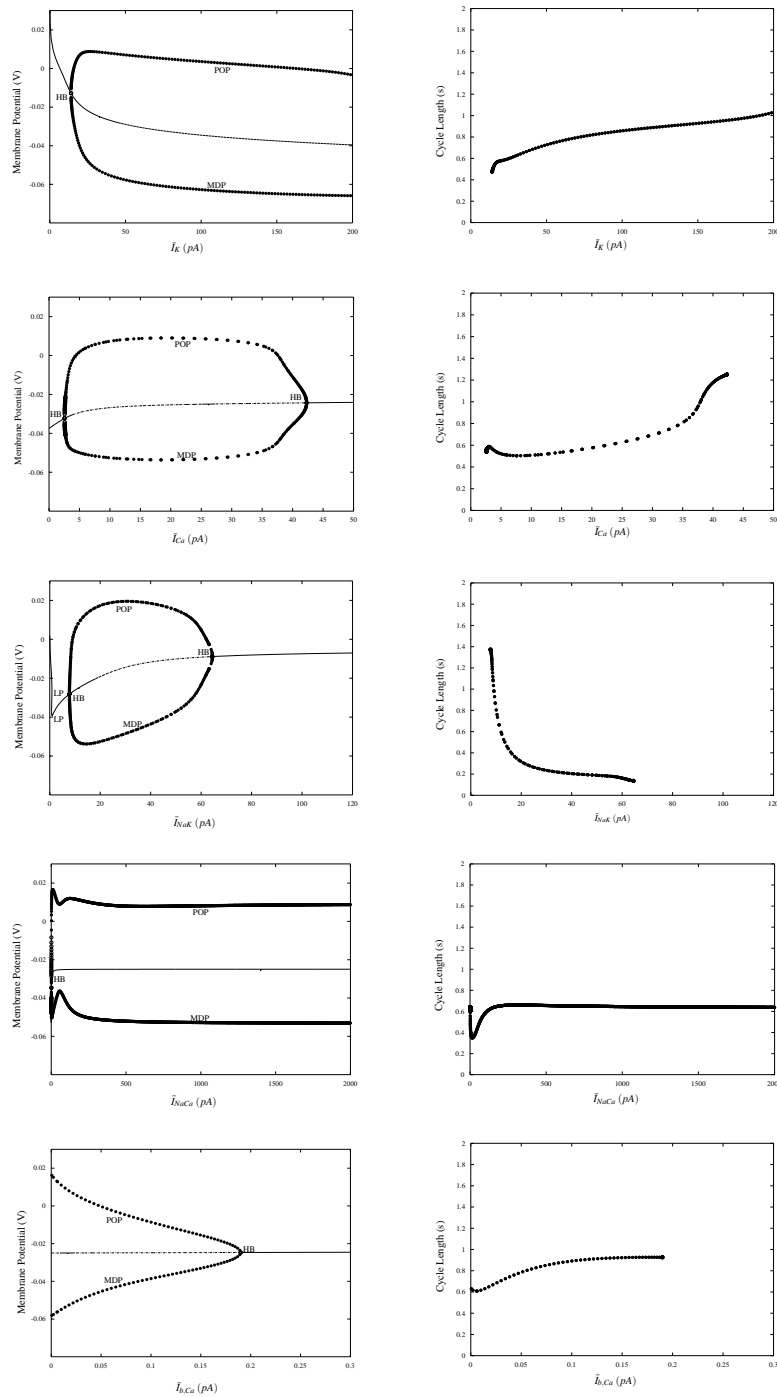 0.02
0
-0.02
-0.04
-0.06
Membrane Potential (V)
POP
HB
MDP
0 50 100 150 200
Ī_K (pA)
2
1.8
1.6
1.4
1.2
1
0.8
0.6
0.4
0.2
0
Cycle Length (s)
0 50 100 150 200
Ī_K (pA)
0.02
0
-0.02
-0.04
-0.06
Membrane Potential (V)
POP
HB
HB
MDP
0 5 10 15 20 25 30 35 40 45 50
Ī_Ca (pA)
2
1.8
1.6
1.4
1.2
1
0.8
0.6
0.4
0.2
0
Cycle Length (s)
0 5 10 15 20 25 30 35 40 45 50
Ī_Ca (pA)
0.02
0
-0.02
-0.04
-0.06
Membrane Potential (V)
POP
HB
LP
HB
LP
MDP
0 20 40 60 80 100 120
Ī_NaK (pA)
2
1.8
1.6
1.4
1.2
1
0.8
0.6
0.4
0.2
0
Cycle Length (s)
0 20 40 60 80 100 120
Ī_NaK (pA)
0.02
0
-0.02
-0.04
-0.06
Membrane Potential (V)
POP
HB
MDP
0 500 1000 1500 2000
Ī_NaCa (pA)
2
1.8
1.6
1.4
1.2
1
0.8
0.6
0.4
0.2
0
Cycle Length (s)
0 500 1000 1500 2000
Ī_NaCa (pA)
0.02
0
-0.02
-0.04
-0.06
Membrane Potential (V)
POP
HB
MDP
0 0.05 0.1 0.15 0.2 0.25 0.3
Ī_b,Ca (pA)
2
1.8
1.6
1.4
1.2
1
0.8
0.6
0.4
0.2
0
Cycle Length (s)
0 0.05 0.1 0.15 0.2 0.25 0.3
Ī_b,Ca (pA)